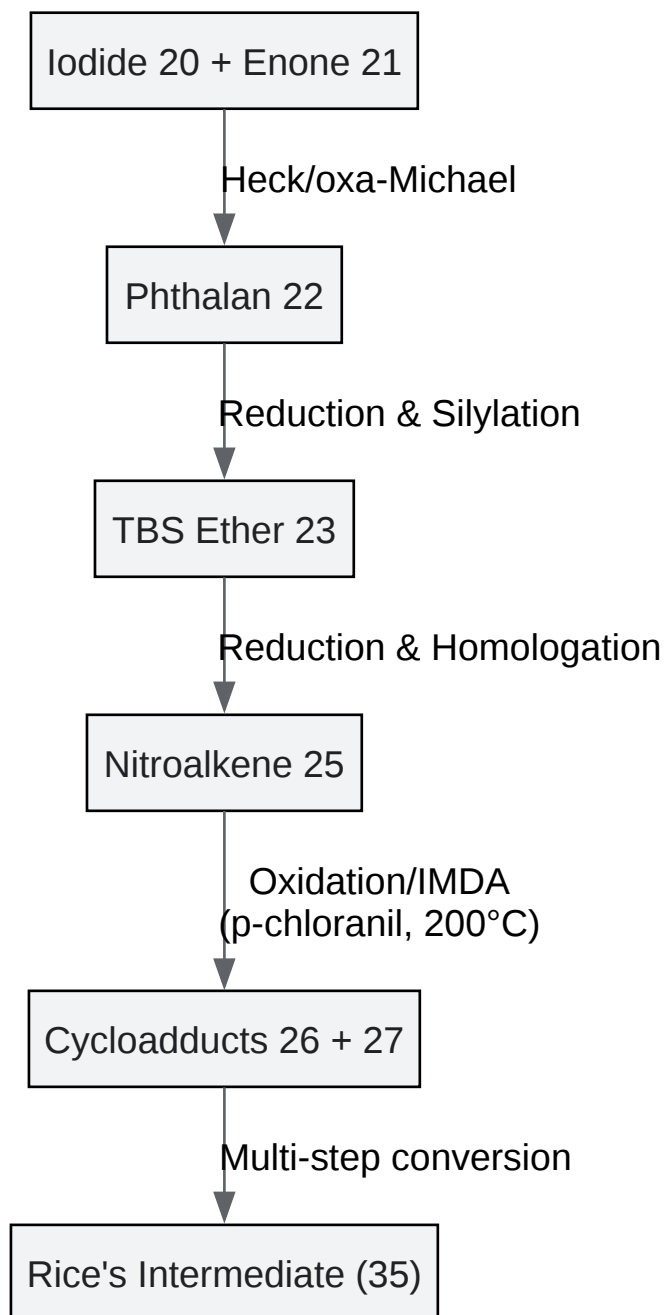 Iodide 20 + Enone 21
Heck/oxa-Michael
Phthalan 22
Reduction & Silylation
TBS Ether 23
Reduction & Homologation
Nitroalkene 25
Oxidation/IMDA
(p-chloranil, 200°C)
Cycloadducts 26 + 27
Multi-step conversion
Rice's Intermediate (35)